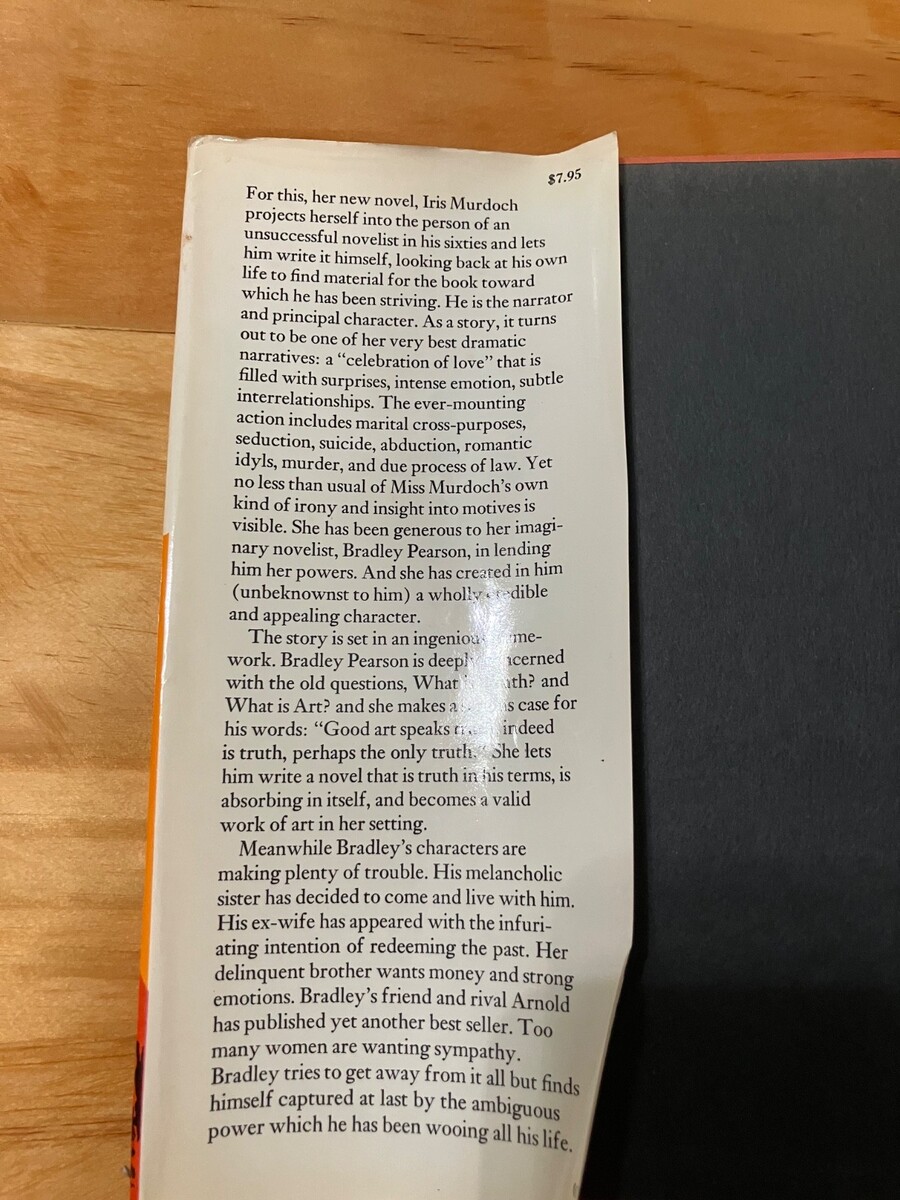 $7.95
For this, her new novel, Iris Murdoch
projects herself into the person of an
unsuccessful novelist in his sixties and lets
him write it himself, looking back at his own
life to find material for the book toward
which he has been striving. He is the narrator
and principal character. As a story, it turns
out to be one of her very best dramatic
narratives: a “celebration of love” that is
filled with surprises, intense emotion, subtle
interrelationships. The ever-mounting
action includes marital cross-purposes,
seduction, suicide, abduction, romantic
idyls, murder, and due process of law. Yet
no less than usual of Miss Murdoch’s own
kind of irony and insight into motives is
visible. She has been generous to her imagi-
nary novelist, Bradley Pearson, in lending
him her powers. And she has created in him
(unbeknownst to him) a wholly credible
and appealing character.
The story is set in an
work. Bradley Pearson is deeply concerned
with the old questions, What is Truth? and
What is Art? and she makes case for
his words: “Good art speaks indeed
is truth, perhaps the only truth.” She lets
him write a novel that is truth in his terms, is
absorbing in itself, and becomes a valid
work of art in her setting.
Meanwhile Bradley’s characters are
making plenty of trouble. His melancholic
sister has decided to come and live with him.
His ex-wife has appeared with the infuri-
ating intention of redeeming the past. Her
delinquent brother wants money and strong
emotions. Bradley’s friend and rival Arnold
has published yet another best seller. Too
many women are wanting sympathy.
Bradley tries to get away from it all but finds
himself captured at last by the ambiguous
power which he has been wooing all his life.